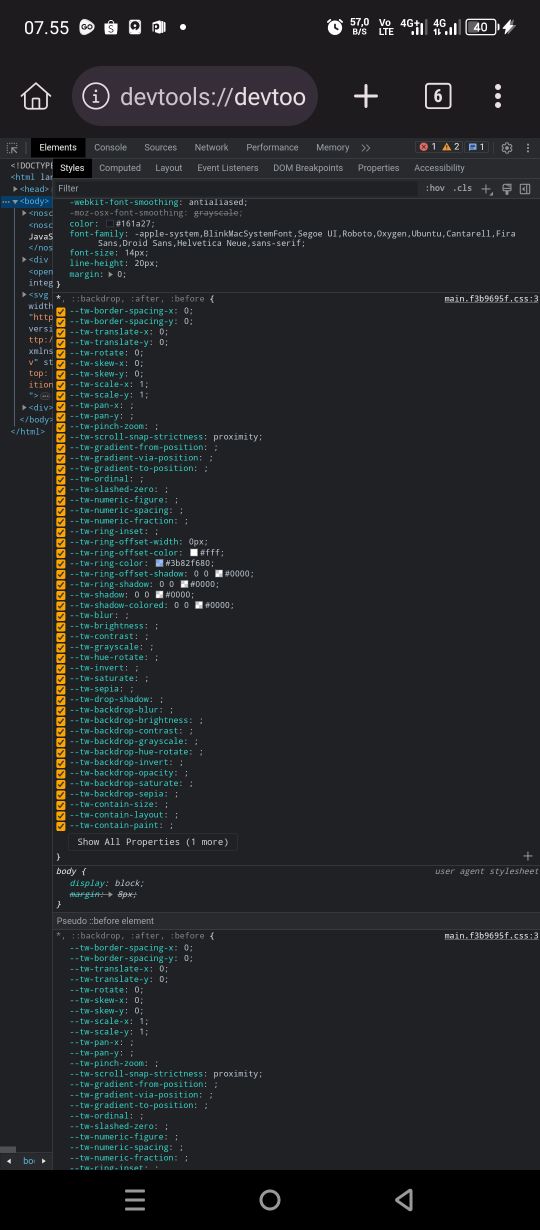 07.55
57,0 B/S
Vo LTE
4G+
4G
40
devtools://devtoo
6
Elements
Console
Sources
Network
Performance
Memory
1
2
1
<!DOCTYPE
<html lan
<head>
<body>
<nosc
<nosc
JavaS
</nos
<div
<open
integ
<svg
width
"http
versi
ttp:/
xmlns
v" st
top:
ition
">
<div>
</body>
</html>
Styles
Computed
Layout
Event Listeners
DOM Breakpoints
Properties
Accessibility
Filter
:hov
.cls
-webkit-font-smoothing: antialiased;
-moz-osx-font-smoothing: grayscale;
color: #161a27;
font-family: -apple-system,BlinkMacSystemFont,Segoe UI,Roboto,Oxygen,Ubuntu,Cantarell,Fira
Sans,Droid Sans,Helvetica Neue,sans-serif;
font-size: 14px;
line-height: 20px;
margin: 0;
}
*, ::backdrop, :after, :before {
main.f3b9695f.css:3
--tw-border-spacing-x: 0;
--tw-border-spacing-y: 0;
--tw-translate-x: 0;
--tw-translate-y: 0;
--tw-rotate: 0;
--tw-skew-x: 0;
--tw-skew-y: 0;
--tw-scale-x: 1;
--tw-scale-y: 1;
--tw-pan-x: ;
--tw-pan-y: ;
--tw-pinch-zoom: ;
--tw-scroll-snap-strictness: proximity;
--tw-gradient-from-position: ;
--tw-gradient-via-position: ;
--tw-gradient-to-position: ;
--tw-ordinal: ;
--tw-slashed-zero: ;
--tw-numeric-figure: ;
--tw-numeric-spacing: ;
--tw-numeric-fraction: ;
--tw-ring-inset: ;
--tw-ring-offset-width: 0px;
--tw-ring-offset-color: #fff;
--tw-ring-color: #3b82f680;
--tw-ring-offset-shadow: 0 0 #0000;
--tw-ring-shadow: 0 0 #0000;
--tw-shadow: 0 0 #0000;
--tw-shadow-colored: 0 0 #0000;
--tw-blur: ;
--tw-brightness: ;
--tw-contrast: ;
--tw-grayscale: ;
--tw-hue-rotate: ;
--tw-invert: ;
--tw-saturate: ;
--tw-sepia: ;
--tw-drop-shadow: ;
--tw-backdrop-blur: ;
--tw-backdrop-brightness: ;
--tw-backdrop-contrast: ;
--tw-backdrop-grayscale: ;
--tw-backdrop-hue-rotate: ;
--tw-backdrop-invert: ;
--tw-backdrop-opacity: ;
--tw-backdrop-saturate: ;
--tw-backdrop-sepia: ;
--tw-contain-size: ;
--tw-contain-layout: ;
--tw-contain-paint: ;
Show All Properties (1 more)
}
body {
user agent stylesheet
display: block;
margin: 8px;
}
Pseudo ::before element
*, ::backdrop, :after, :before {
main.f3b9695f.css:3
--tw-border-spacing-x: 0;
--tw-border-spacing-y: 0;
--tw-translate-x: 0;
--tw-translate-y: 0;
--tw-rotate: 0;
--tw-skew-x: 0;
--tw-skew-y: 0;
--tw-scale-x: 1;
--tw-scale-y: 1;
--tw-pan-x: ;
--tw-pan-y: ;
--tw-pinch-zoom: ;
--tw-scroll-snap-strictness: proximity;
--tw-gradient-from-position: ;
--tw-gradient-via-position: ;
--tw-gradient-to-position: ;
--tw-ordinal: ;
--tw-slashed-zero: ;
--tw-numeric-figure: ;
--tw-numeric-spacing: ;
--tw-numeric-fraction: ;
--tw-ring-inset: ;
boo